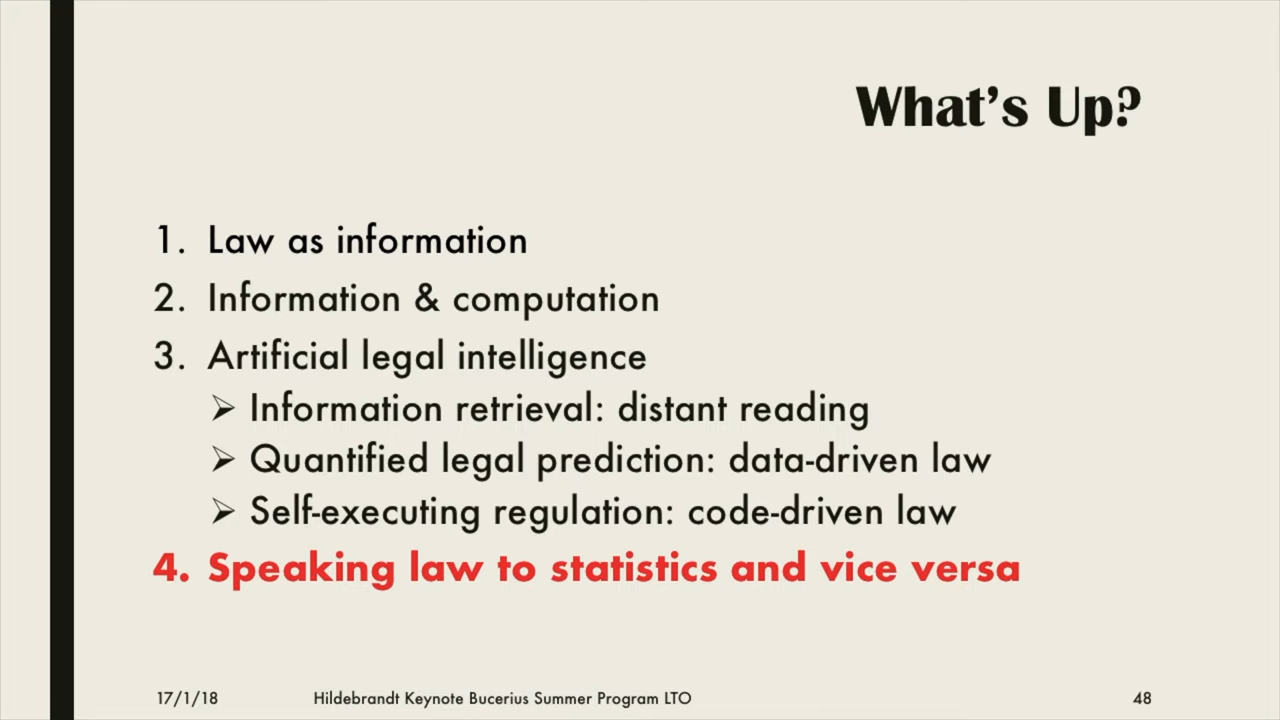 What's Up?
1. Law as information
2. Information & computation
3. Artificial legal intelligence
➢ Information retrieval: distant reading
➢ Quantified legal prediction: data-driven law
➢ Self-executing regulation: code-driven law
4. Speaking law to statistics and vice versa
17/1/18 Hildebrandt Keynote Bucerius Summer Program LTO 48